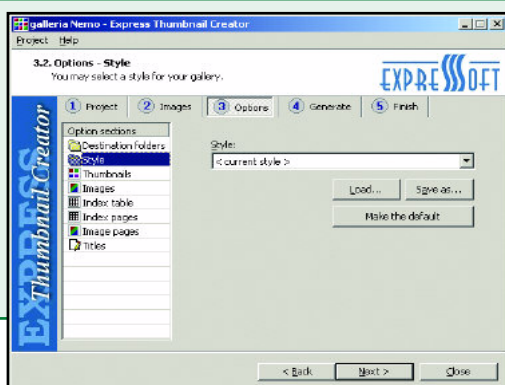 galleria Nemo - Express Thumbnail Creator
Project Help
3.2. Options - Style
You may select a style for your gallery.
EXPRESSOFT
1 Project 2 Images 3 Options 4 Generate 5 Finish
EXPRESS
Thumbnail Creator
Option sections
Destination folders
Style
Thumbnails
Images
Index table
Index pages
Image pages
Titles
Style:
< current style >
Load... Save as...
Make the default
< Back Next > Close